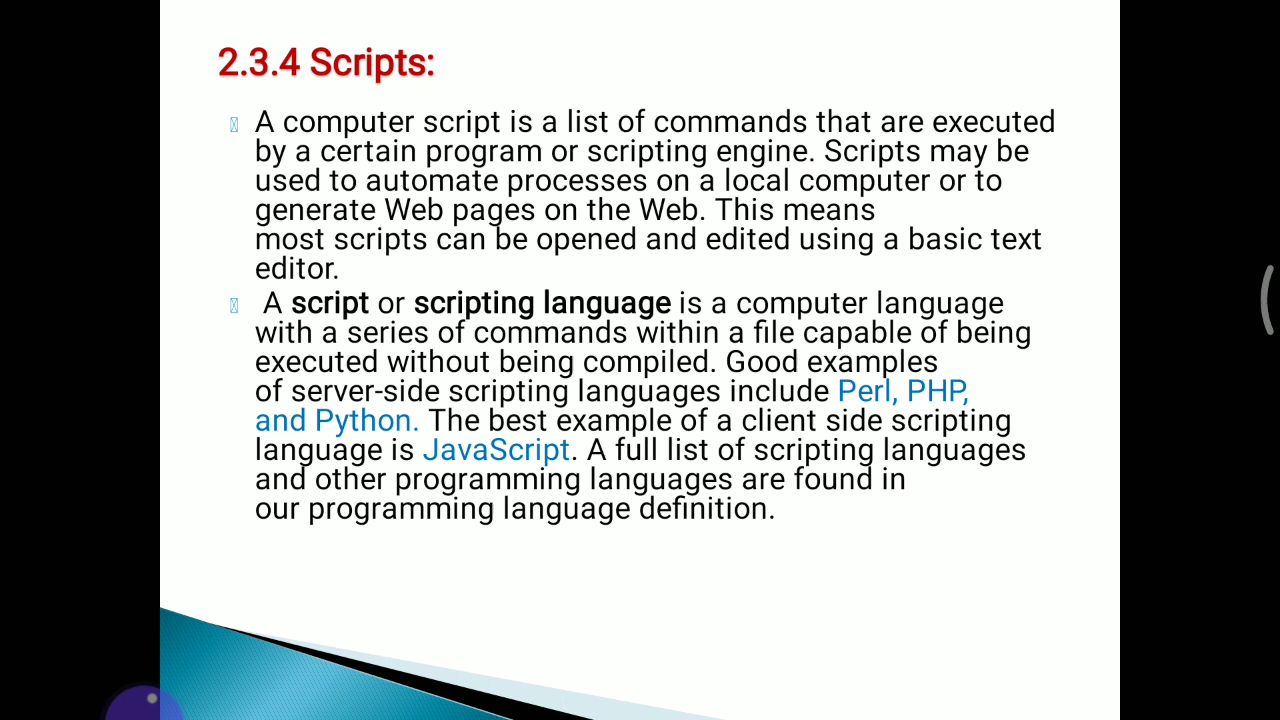 2.3.4 Scripts:
A computer script is a list of commands that are executed
by a certain program or scripting engine. Scripts may be
used to automate processes on a local computer or to
generate Web pages on the Web. This means
most scripts can be opened and edited using a basic text
editor.
A script or scripting language is a computer language
with a series of commands within a file capable of being
executed without being compiled. Good examples
of server-side scripting languages include Perl, PHP,
and Python. The best example of a client side scripting
language is JavaScript. A full list of scripting languages
and other programming languages are found in
our programming language definition.